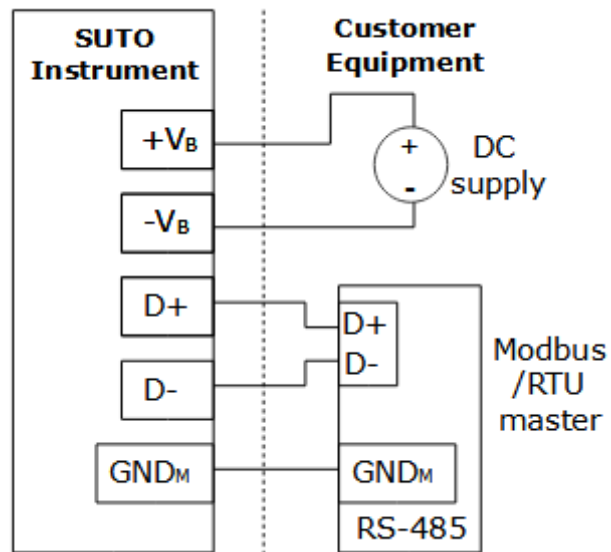 SUTO
Instrument
Customer
Equipment
+VB
-VB
D+
D-
GNDM
+
-
DC
supply
D+
D-
GNDM
RS-485
Modbus
/RTU
master